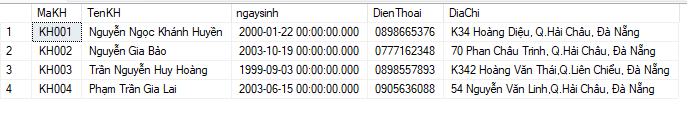 MaKH TenKH ngaysinh DienThoai DiaChi
1 KH001 Nguyễn Ngọc Khánh Huyền 2000-01-22 00:00:00.000 0898665376 K34 Hoàng Diệu, Q.Hải Châu, Đà Nẵng
2 KH002 Nguyễn Gia Bảo 2003-10-19 00:00:00.000 0777162348 70 Phan Châu Trinh, Q.Hải Châu, Đà Nẵng
3 KH003 Trần Nguyễn Huy Hoàng 1999-09-03 00:00:00.000 0898557893 K342 Hoàng Văn Thái,Q.Liên Chiểu, Đà Nẵng
4 KH004 Phạm Trần Gia Lai 2003-06-15 00:00:00.000 0905636088 54 Nguyễn Văn Linh,Q.Hải Châu, Đà Nẵng